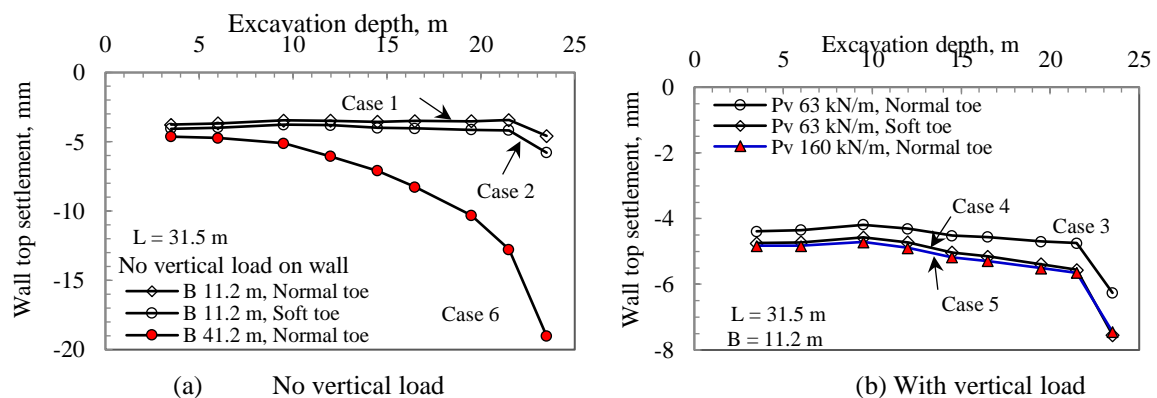 (a)
Excavation depth, m
0 5 10 15 20 25
Wall top settlement, mm
0
-5
-10
-15
-20
Case 1
Case 2
Case 6
L = 31.5 m
No vertical load on wall
B 11.2 m, Normal toe
B 11.2 m, Soft toe
B 41.2 m, Normal toe
(a) No vertical load
(b)
Excavation depth, m
0 5 10 15 20 25
Wall top settlement, mm
0
-2
-4
-6
-8
Pv 63 kN/m, Normal toe
Pv 63 kN/m, Soft toe
Pv 160 kN/m, Normal toe
Case 4
Case 3
Case 5
L = 31.5 m
B = 11.2 m
(b) With vertical load